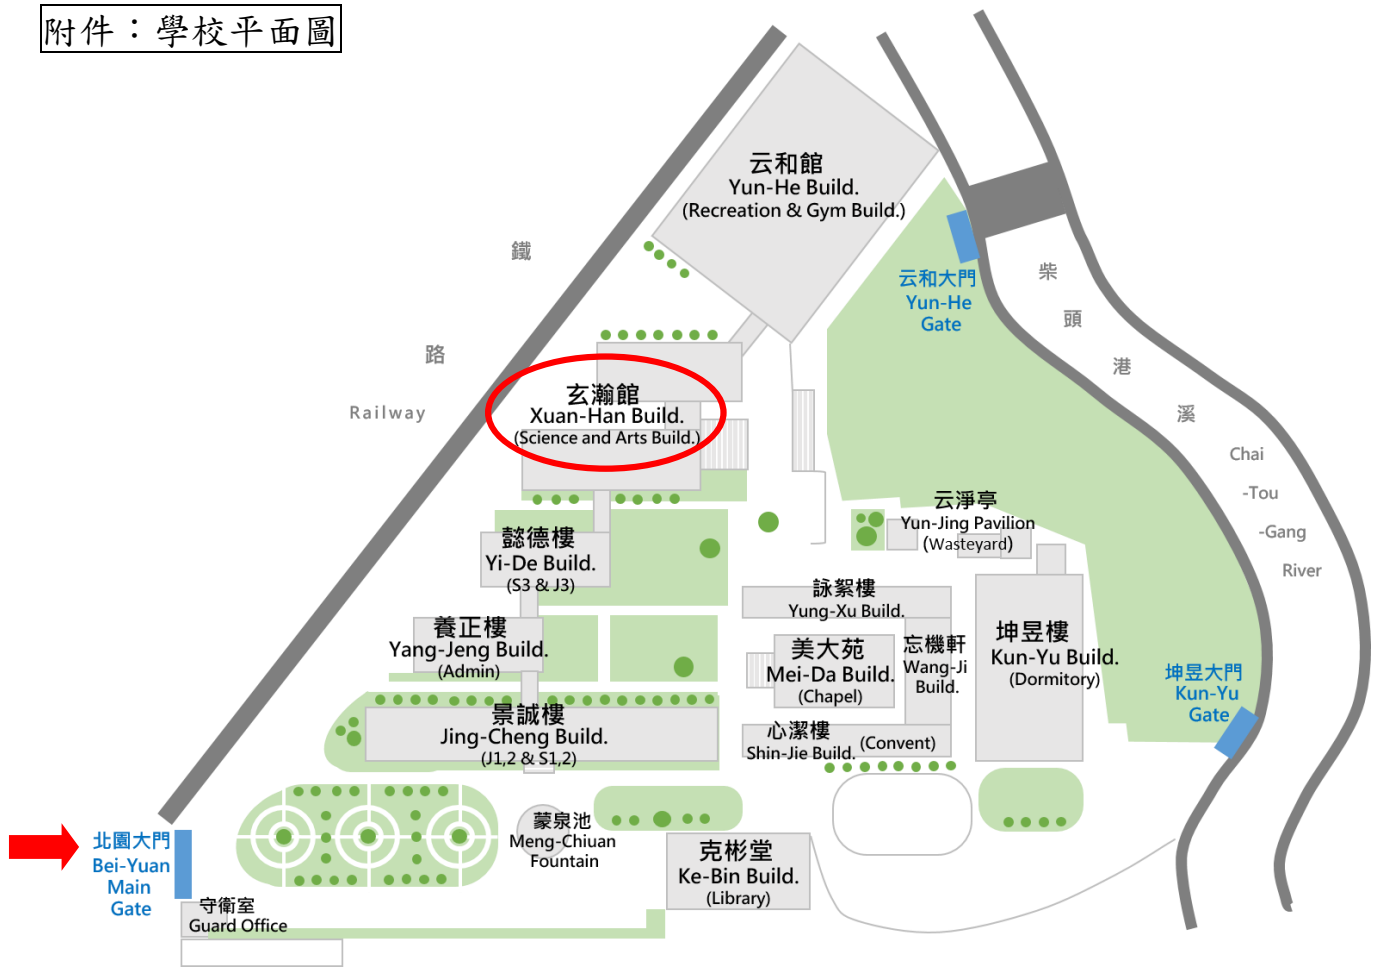 附件：學校平面圖
云和館
Yun-He Build.
(Recreation & Gym Build.)
鐵
路
Railway
云和大門
Yun-He
Gate
柴
頭
港
溪
Chai
-Tou
-Gang
River
玄瀚館
Xuan-Han Build.
(Science and Arts Build.)
云淨亭
Yun-Jing Pavilion
(Wasteyard)
懿德樓
Yi-De Build.
(S3 & J3)
詠絮樓
Yung-Xu Build.
養正樓
Yang-Jeng Build.
(Admin)
美大苑
Mei-Da Build.
(Chapel)
忘機軒
Wang-Ji
Build.
坤昱樓
Kun-Yu Build.
(Dormitory)
坤昱大門
Kun-Yu
Gate
景誠樓
Jing-Cheng Build.
(J1,2 & S1,2)
心潔樓
Shin-Jie Build.
(Convent)
北園大門
Bei-Yuan
Main
Gate
蒙泉池
Meng-Chiuan
Fountain
克彬堂
Ke-Bin Build.
(Library)
守衛室
Guard Office